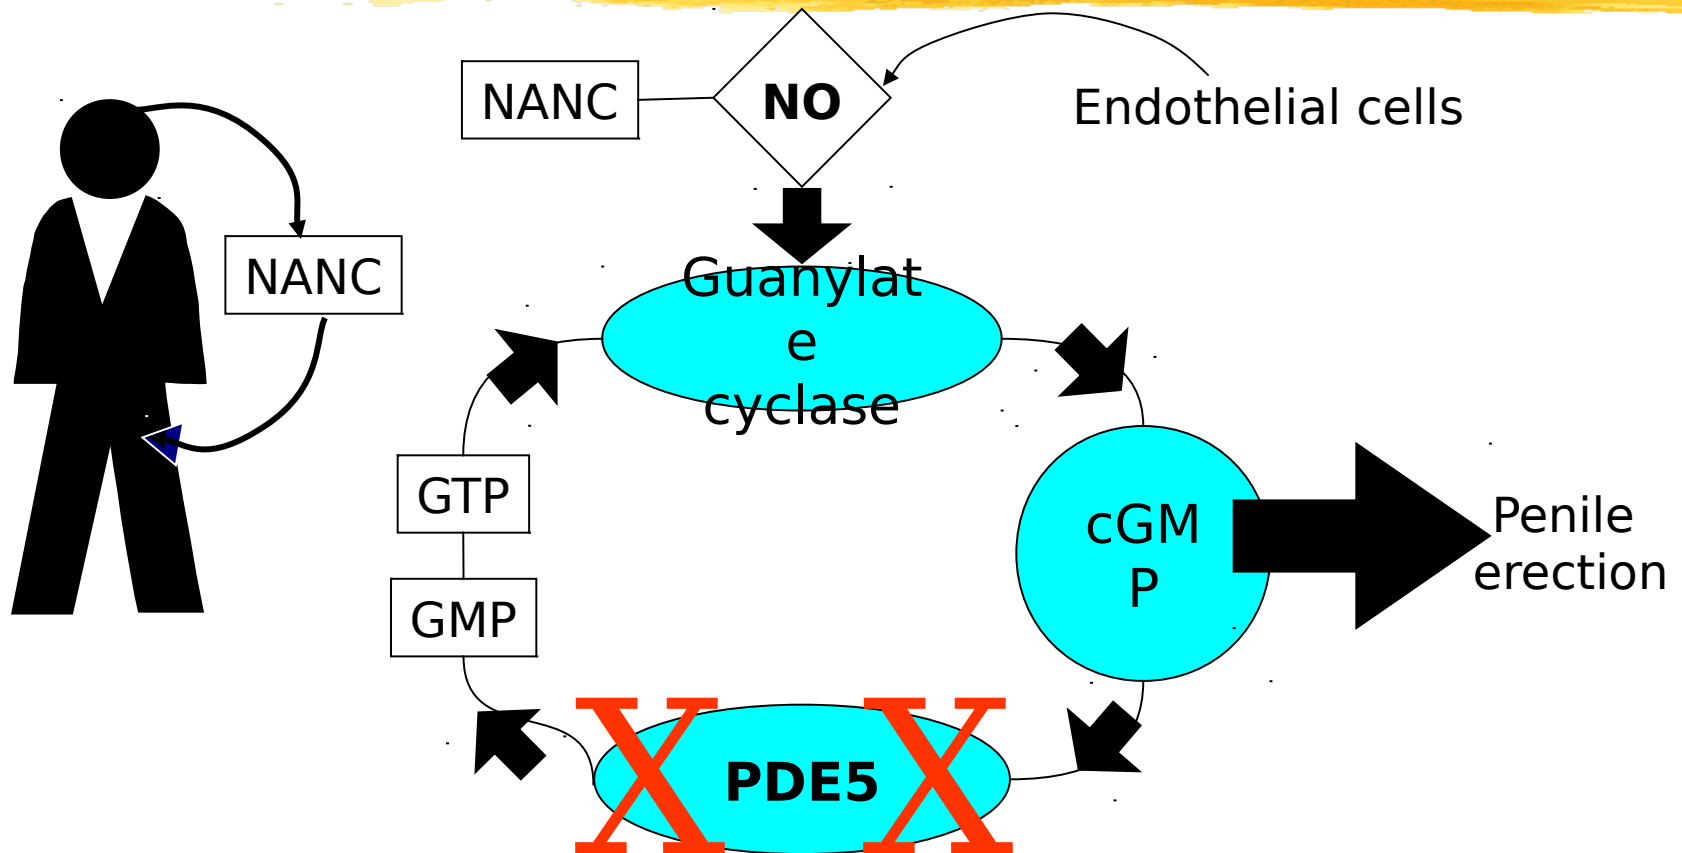 NANC
NO
Endothelial cells
NANC
Guanylat
e
cyclase
GTP
cGM
P
Penile
erection
GMP
X
PDE5
X